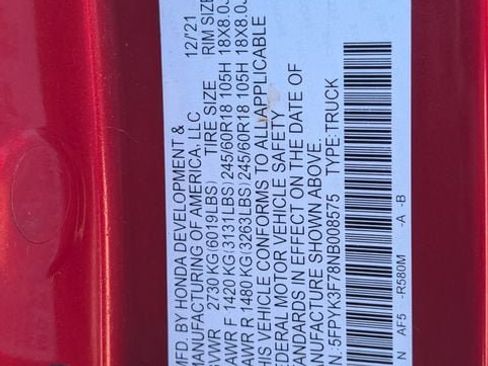 MFD. BY HONDA DEVELOPMENT & 12/'21
MANUFACTURING OF AMERICA, LLC
GVWR 2730 KG(6019LBS) TIRE SIZE RIM SIZE
GAWR F 1420 KG(3131LBS) 245/60R18 105H 18X8.0J
GAWR R 1480 KG(3263LBS) 245/60R18 105H 18X8.0J
THIS VEHICLE CONFORMS TO ALL APPLICABLE
FEDERAL MOTOR VEHICLE SAFETY
STANDARDS IN EFFECT ON THE DATE OF
MANUFACTURE SHOWN ABOVE.
V.I.N. 5FPYK3F78NB008575 TYPE:TRUCK
N AF5 -R580M -A -B